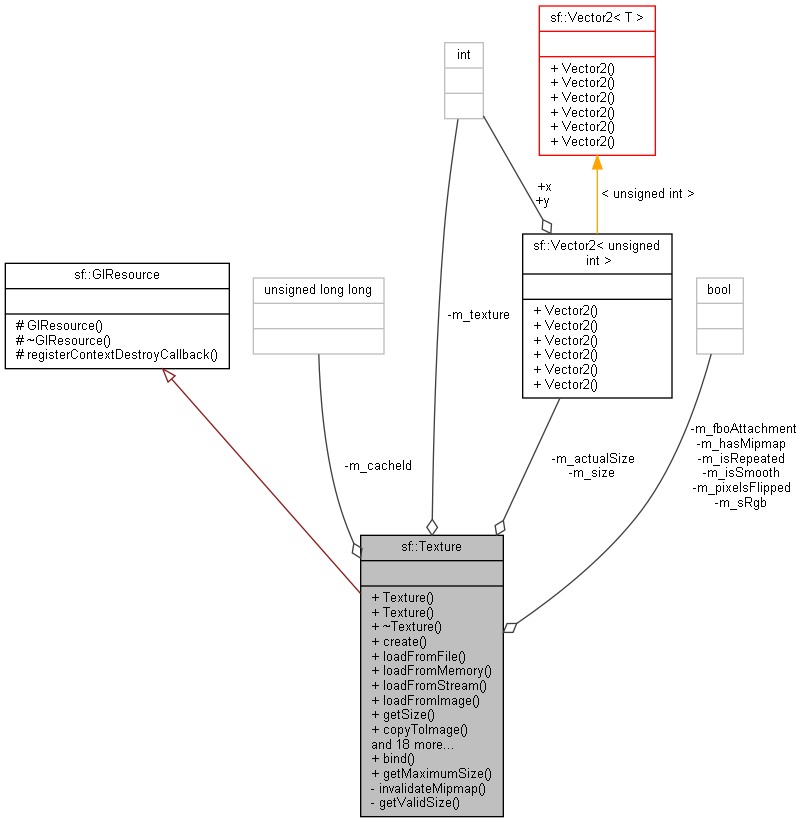 sf::Vector2< T >
+ Vector2()
+ Vector2()
+ Vector2()
+ Vector2()
+ Vector2()
+ Vector2()
int
+x
+y
< unsigned int >
sf::Vector2< unsigned
int >
+ Vector2()
+ Vector2()
+ Vector2()
+ Vector2()
+ Vector2()
+ Vector2()
sf::GlResource
# GlResource()
# ~GlResource()
# registerContextDestroyCallback()
unsigned long long
bool
-m_texture
-m_cacheId
-m_actualSize
-m_size
-m_fboAttachment
-m_hasMipmap
-m_isRepeated
-m_isSmooth
-m_pixelsFlipped
-m_sRgb
sf::Texture
+ Texture()
+ Texture()
+ ~Texture()
+ create()
+ loadFromFile()
+ loadFromMemory()
+ loadFromStream()
+ loadFromImage()
+ getSize()
+ copyToImage()
and 18 more...
+ bind()
+ getMaximumSize()
- invalidateMipmap()
- getValidSize()